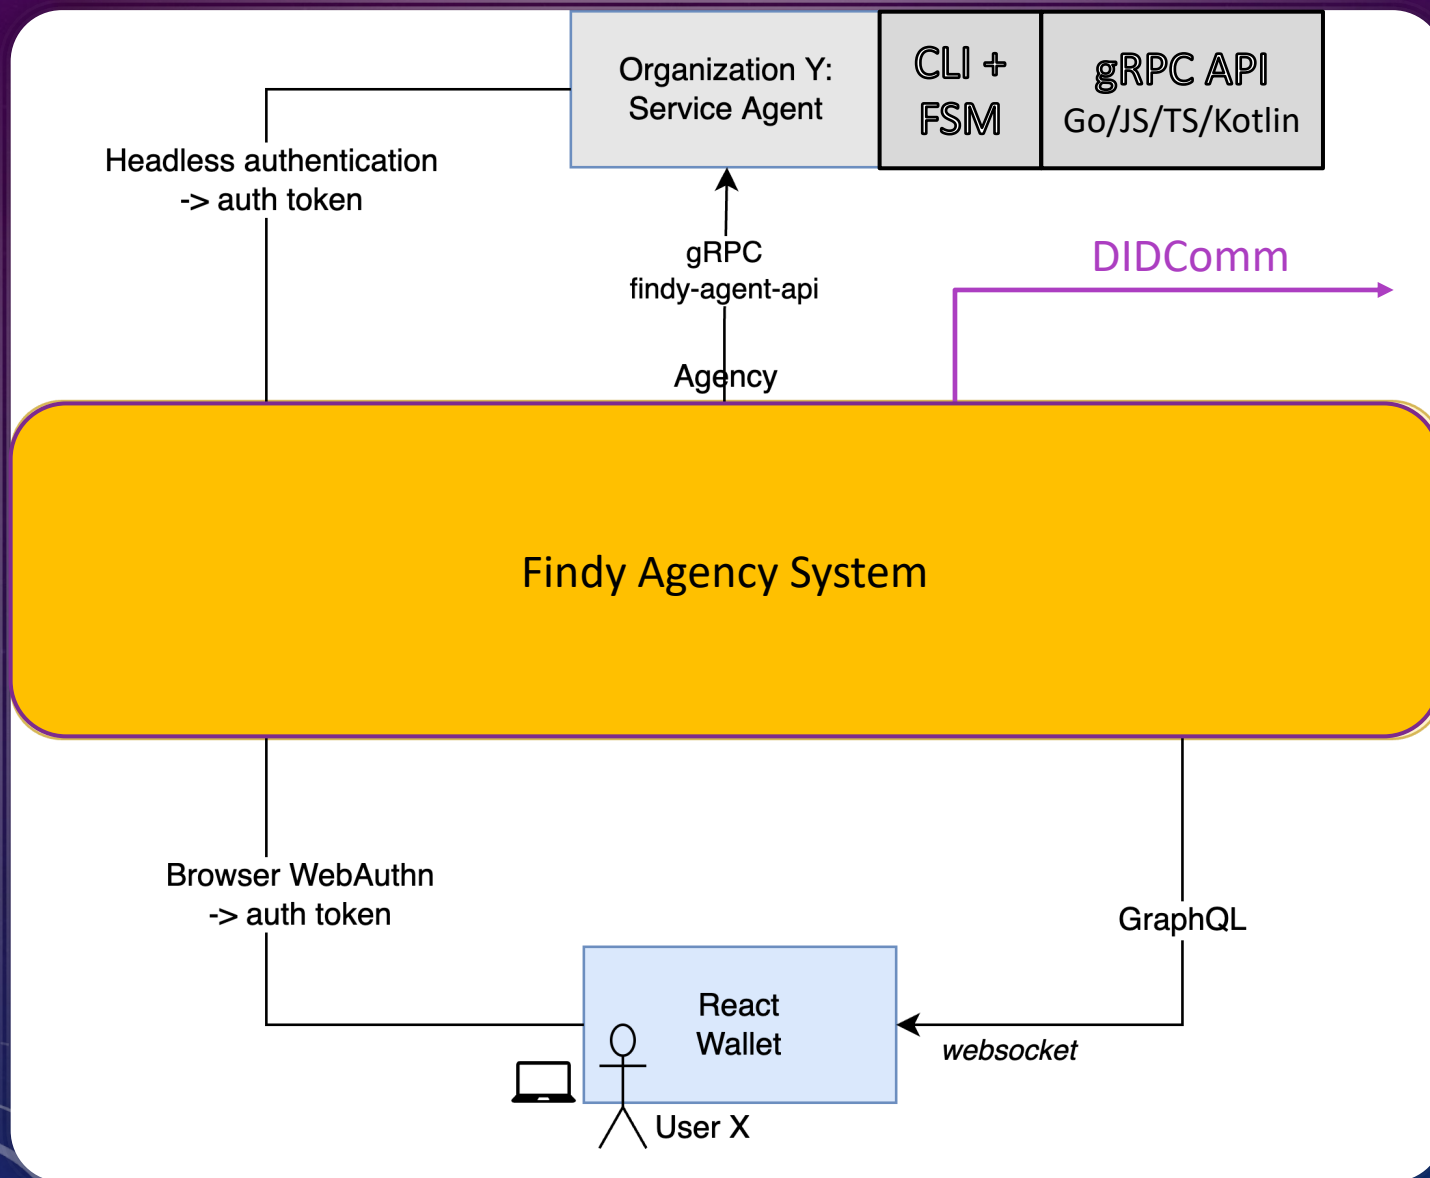 Organization Y:
Service Agent
CLI +
FSM
gRPC API
Go/JS/TS/Kotlin
Headless authentication
-> auth token
gRPC
findy-agent-api
DIDComm
Agency
Findy Agency System
Browser WebAuthn
-> auth token
GraphQL
React
Wallet
websocket
User X